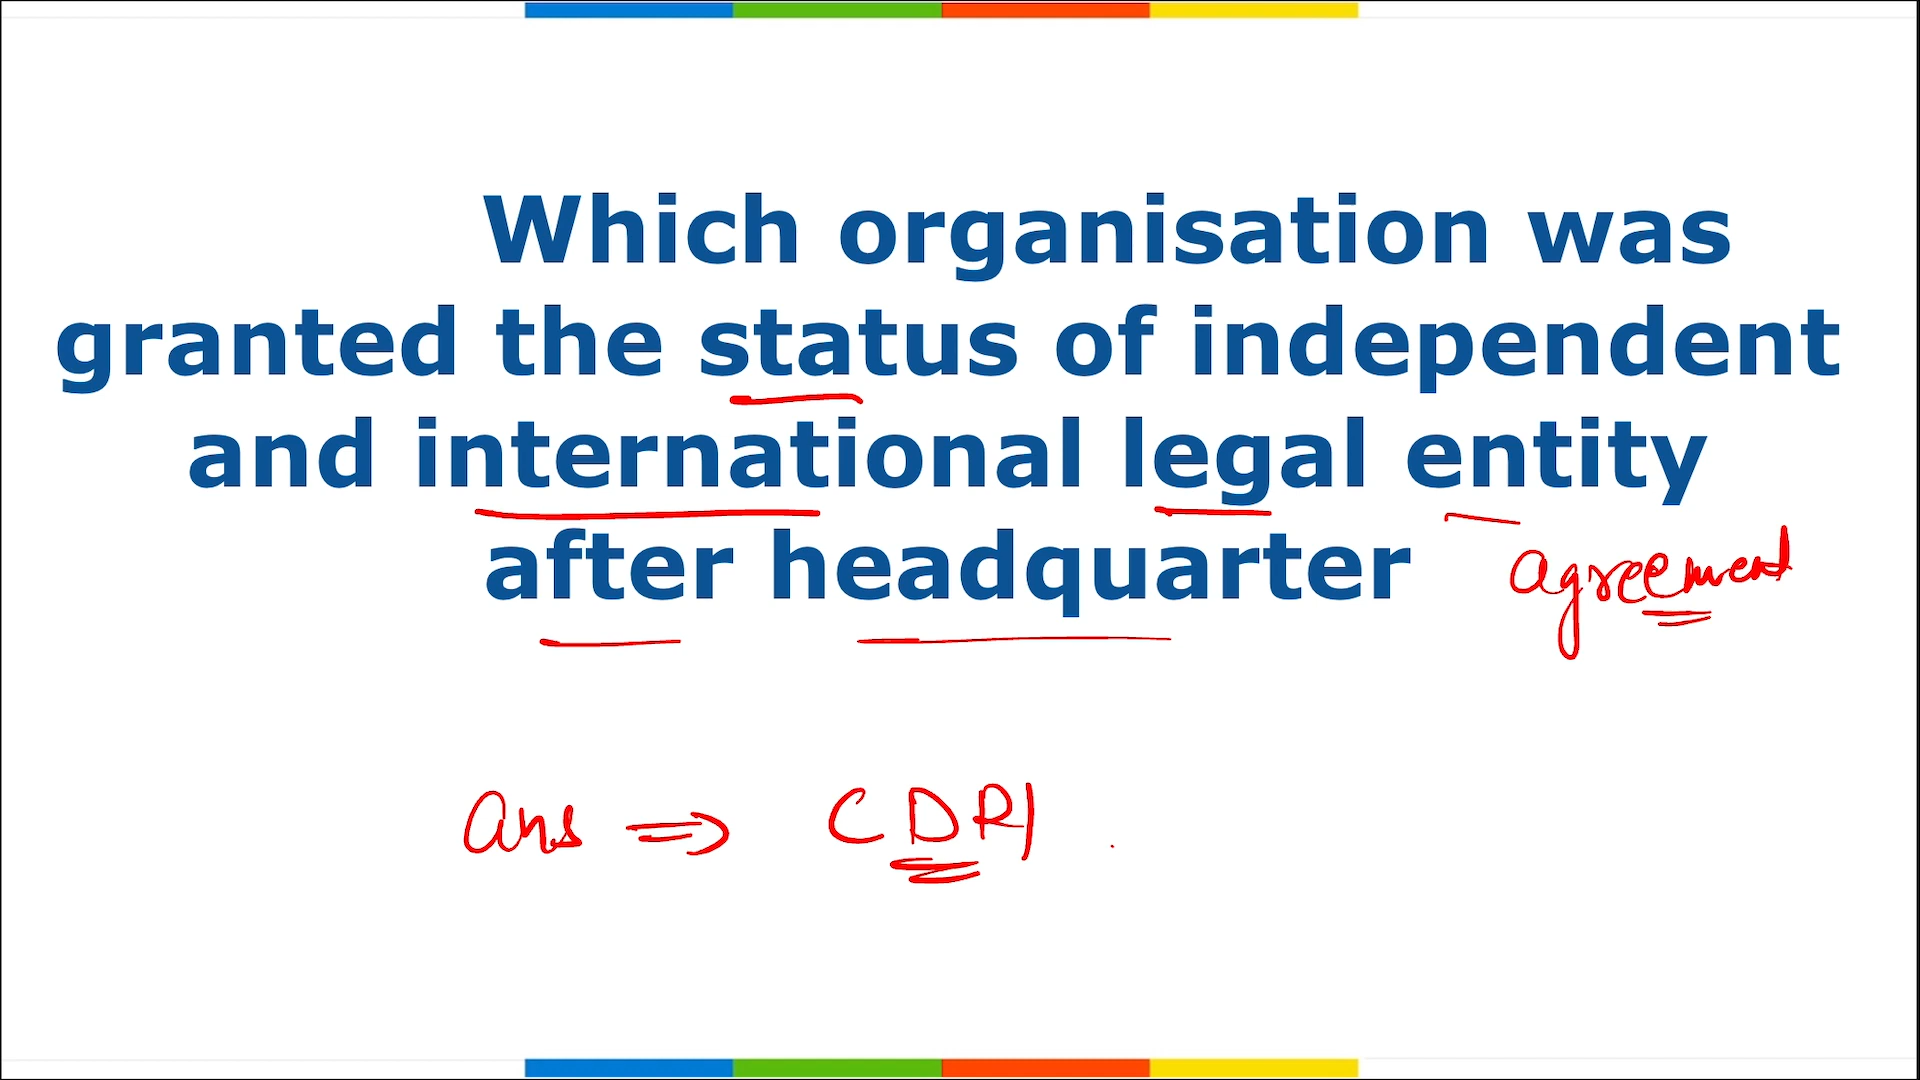 Which organisation was
granted the status of independent
and international legal entity
after headquarter agreement
Ans ⇒ CDRI